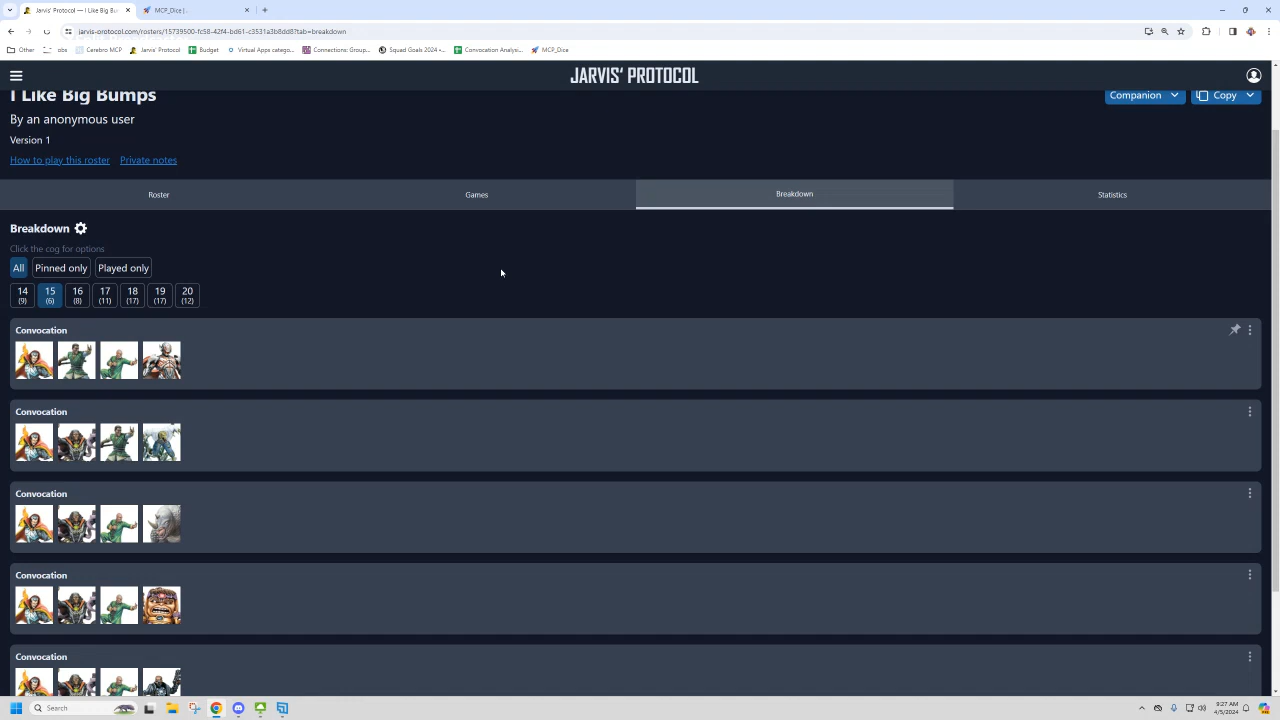 Jarvis' Protocol — I Like Big Bu
MCP_Dice |
jarvis-protocol.com/rosters/15739500-fc58-42f4-bd61-c3531a3b8dd8?tab=breakdown
Other
obs
Cerebro MCP
Jarvis' Protocol
Budget
Virtual Apps catego...
Connections: Group...
Squad Goals 2024 -...
Convocation Analysi...
MCP_Dice
JARVIS' PROTOCOL
I Like Big Bumps
Companion
Copy
By an anonymous user
Version 1
How to play this roster Private notes
Roster Games Breakdown Statistics
Breakdown
Click the cog for options
All Pinned only Played only
14 15 16 17 18 19 20
(9) (6) (8) (11) (17) (17) (12)
Convocation
Convocation
Convocation
Convocation
Convocation
Search
9:27 AM
4/5/2024